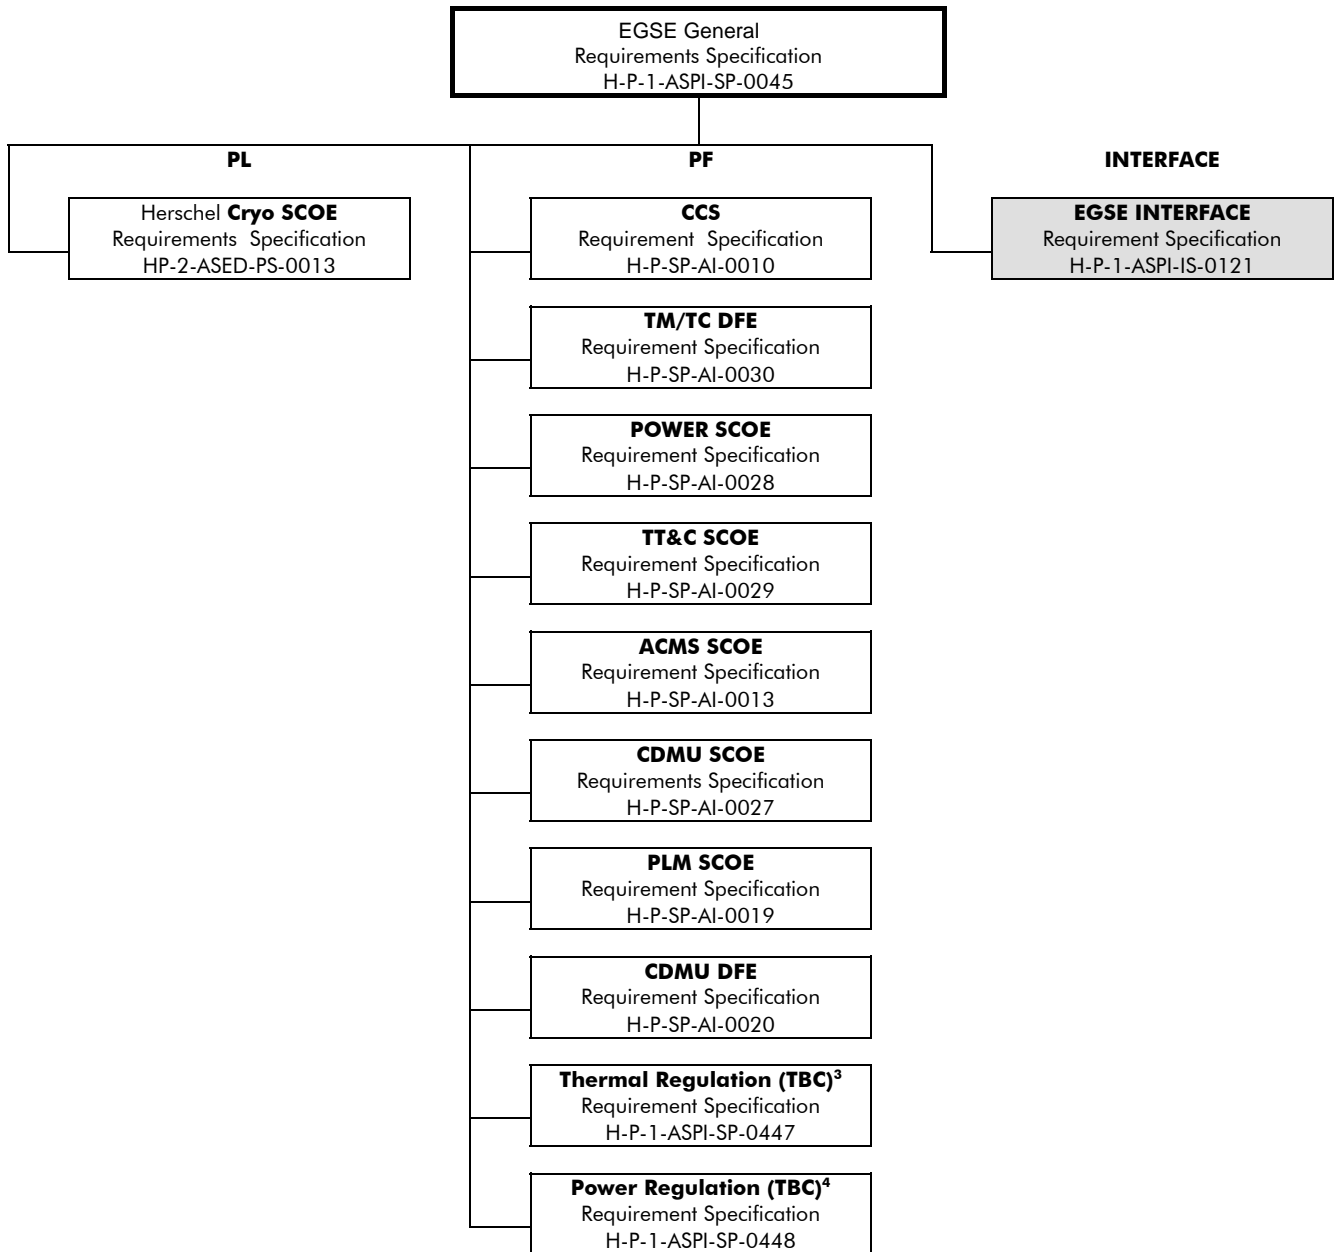 EGSE General
Requirements Specification
H-P-1-ASPI-SP-0045
PL
PF
INTERFACE
Herschel Cryo SCOE
Requirements Specification
HP-2-ASED-PS-0013
CCS
Requirement Specification
H-P-SP-AI-0010
EGSE INTERFACE
Requirement Specification
H-P-1-ASPI-IS-0121
TM/TC DFE
Requirement Specification
H-P-SP-AI-0030
POWER SCOE
Requirement Specification
H-P-SP-AI-0028
TT&C SCOE
Requirement Specification
H-P-SP-AI-0029
ACMS SCOE
Requirement Specification
H-P-SP-AI-0013
CDMU SCOE
Requirements Specification
H-P-SP-AI-0027
PLM SCOE
Requirement Specification
H-P-SP-AI-0019
CDMU DFE
Requirement Specification
H-P-SP-AI-0020
Thermal Regulation (TBC)³
Requirement Specification
H-P-1-ASPI-SP-0447
Power Regulation (TBC)⁴
Requirement Specification
H-P-1-ASPI-SP-0448